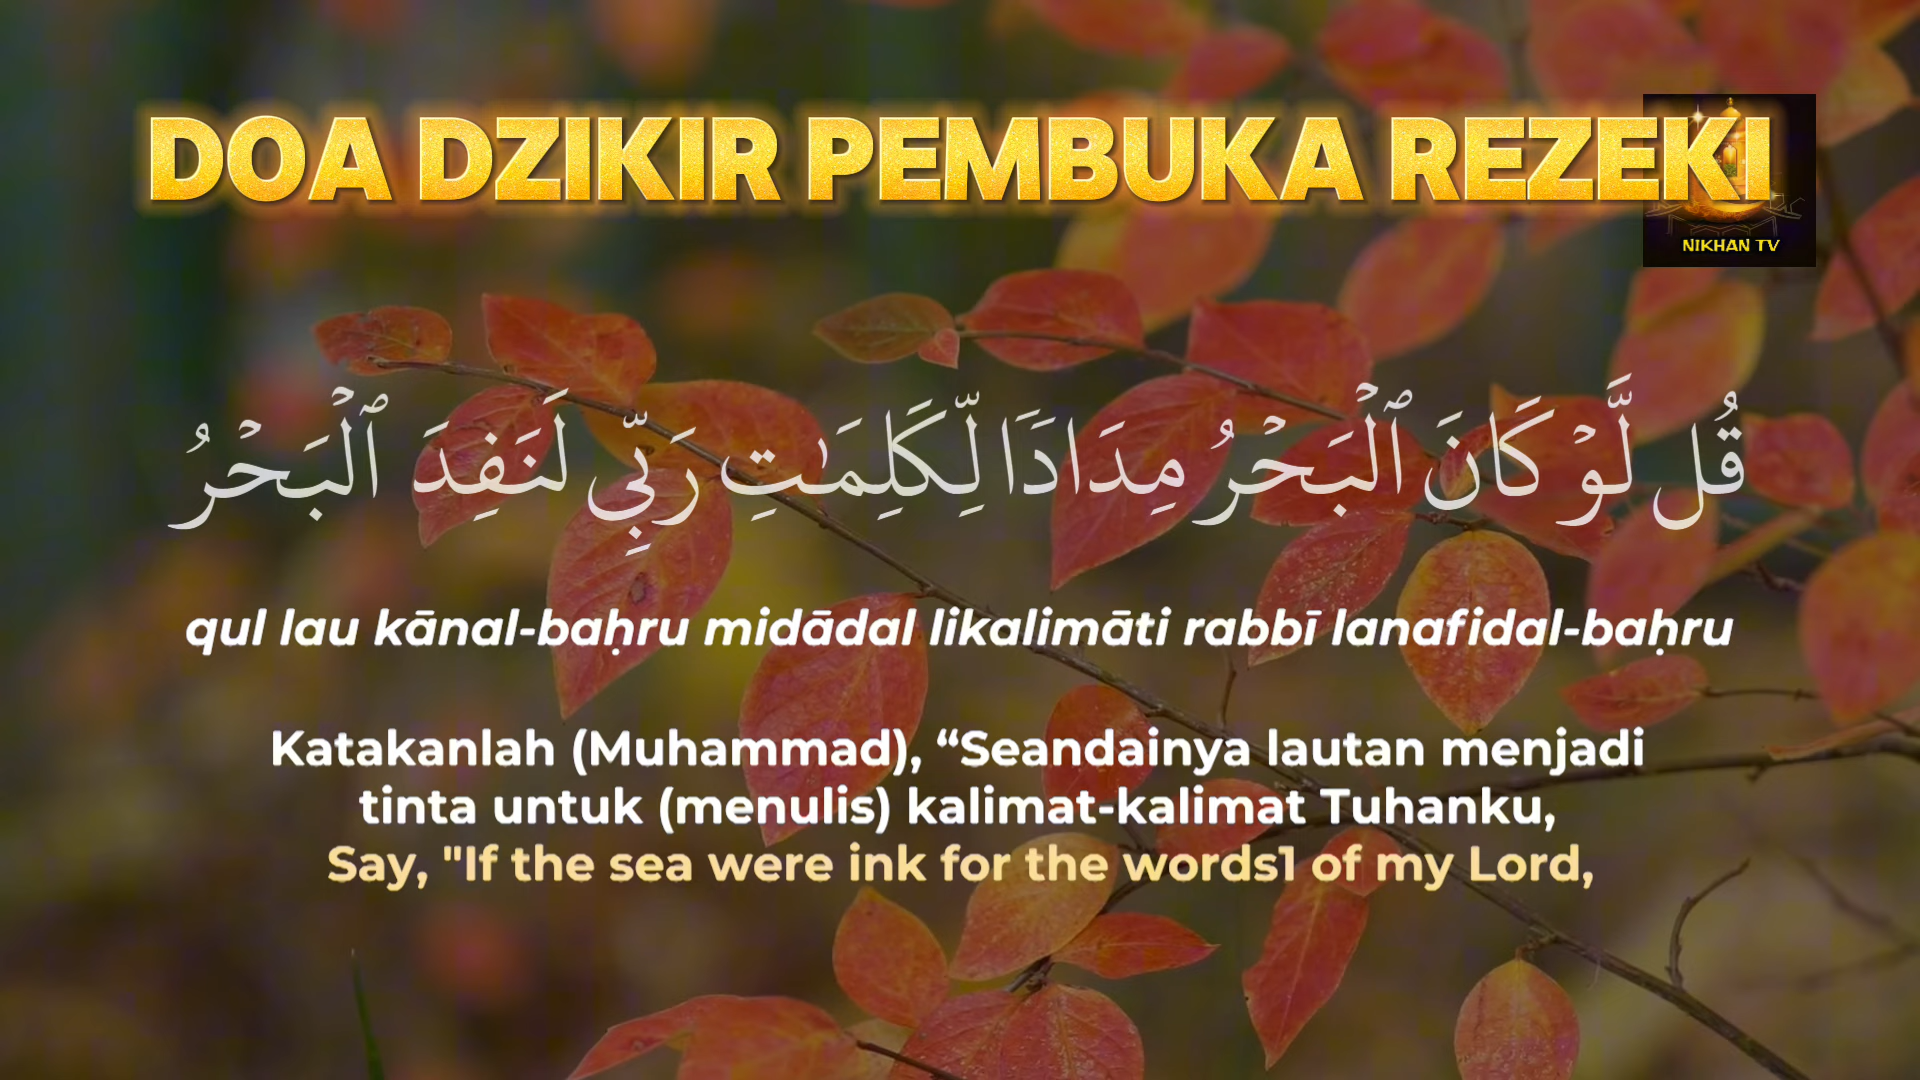 DOA DZIKIR PEMBUKA REZEKI
NIKHAN TV
قُل لَّوْ كَانَ ٱلْبَحْرُ مِدَادَا لِّكَلِمَٰتِ رَبِّي لَنَفِدَ ٱلْبَحْرُ
qul lau kānal-baḥru midādal likalimāti rabbī lanafidal-baḥru
Katakanlah (Muhammad), “Seandainya lautan menjadi
tinta untuk (menulis) kalimat-kalimat Tuhanku,
Say, "If the sea were ink for the words1 of my Lord,